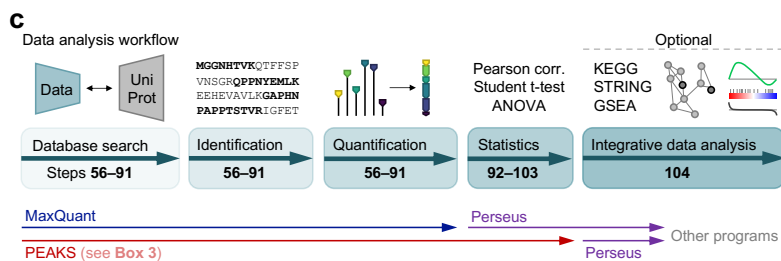 c
Data analysis workflow
Optional
Data
Uni
Prot
MGGNHTVKQTFFSP
VNSGRQPPNYEMLK
EEHEVAVLKGAPHN
PAPPTSTVRIGFET
Pearson corr.
Student t-test
ANOVA
KEGG
STRING
GSEA
Database search
Steps 56–91
Identification
56–91
Quantification
56–91
Statistics
92–103
Integrative data analysis
104
MaxQuant
Perseus
Other programs
PEAKS (see Box 3)
Perseus